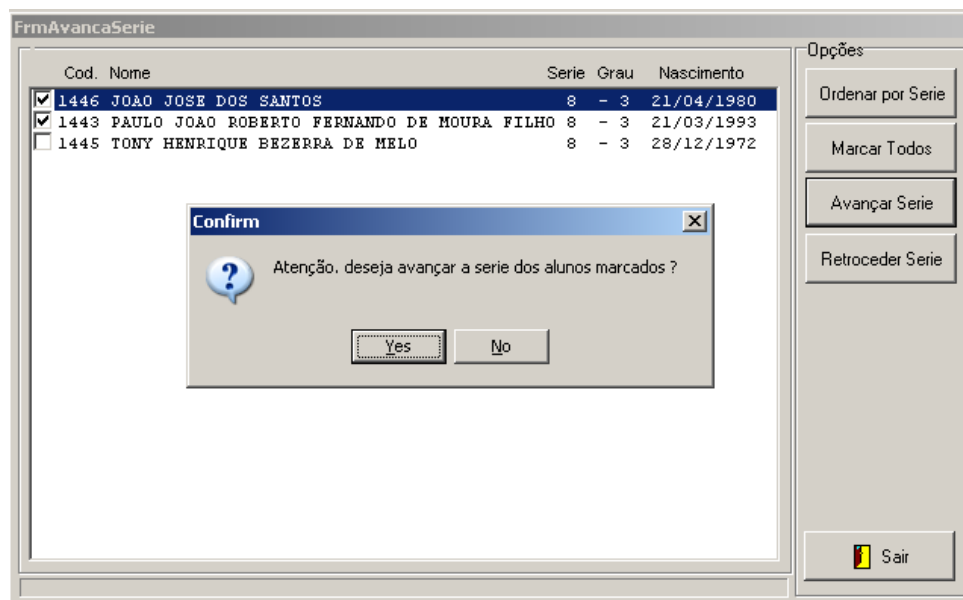 FrmAvancaSerie
Cod. Nome Serie Grau Nascimento
1446 JOAO JOSE DOS SANTOS 8 - 3 21/04/1980
1443 PAULO JOAO ROBERTO FERNANDO DE MOURA FILHO 8 - 3 21/03/1993
1445 TONY HENRIQUE BEZERRA DE MELO 8 - 3 28/12/1972
Confirm
Atenção, deseja avançar a serie dos alunos marcados ?
Yes No
Opções
Ordenar por Serie
Marcar Todos
Avançar Serie
Retroceder Serie
Sair